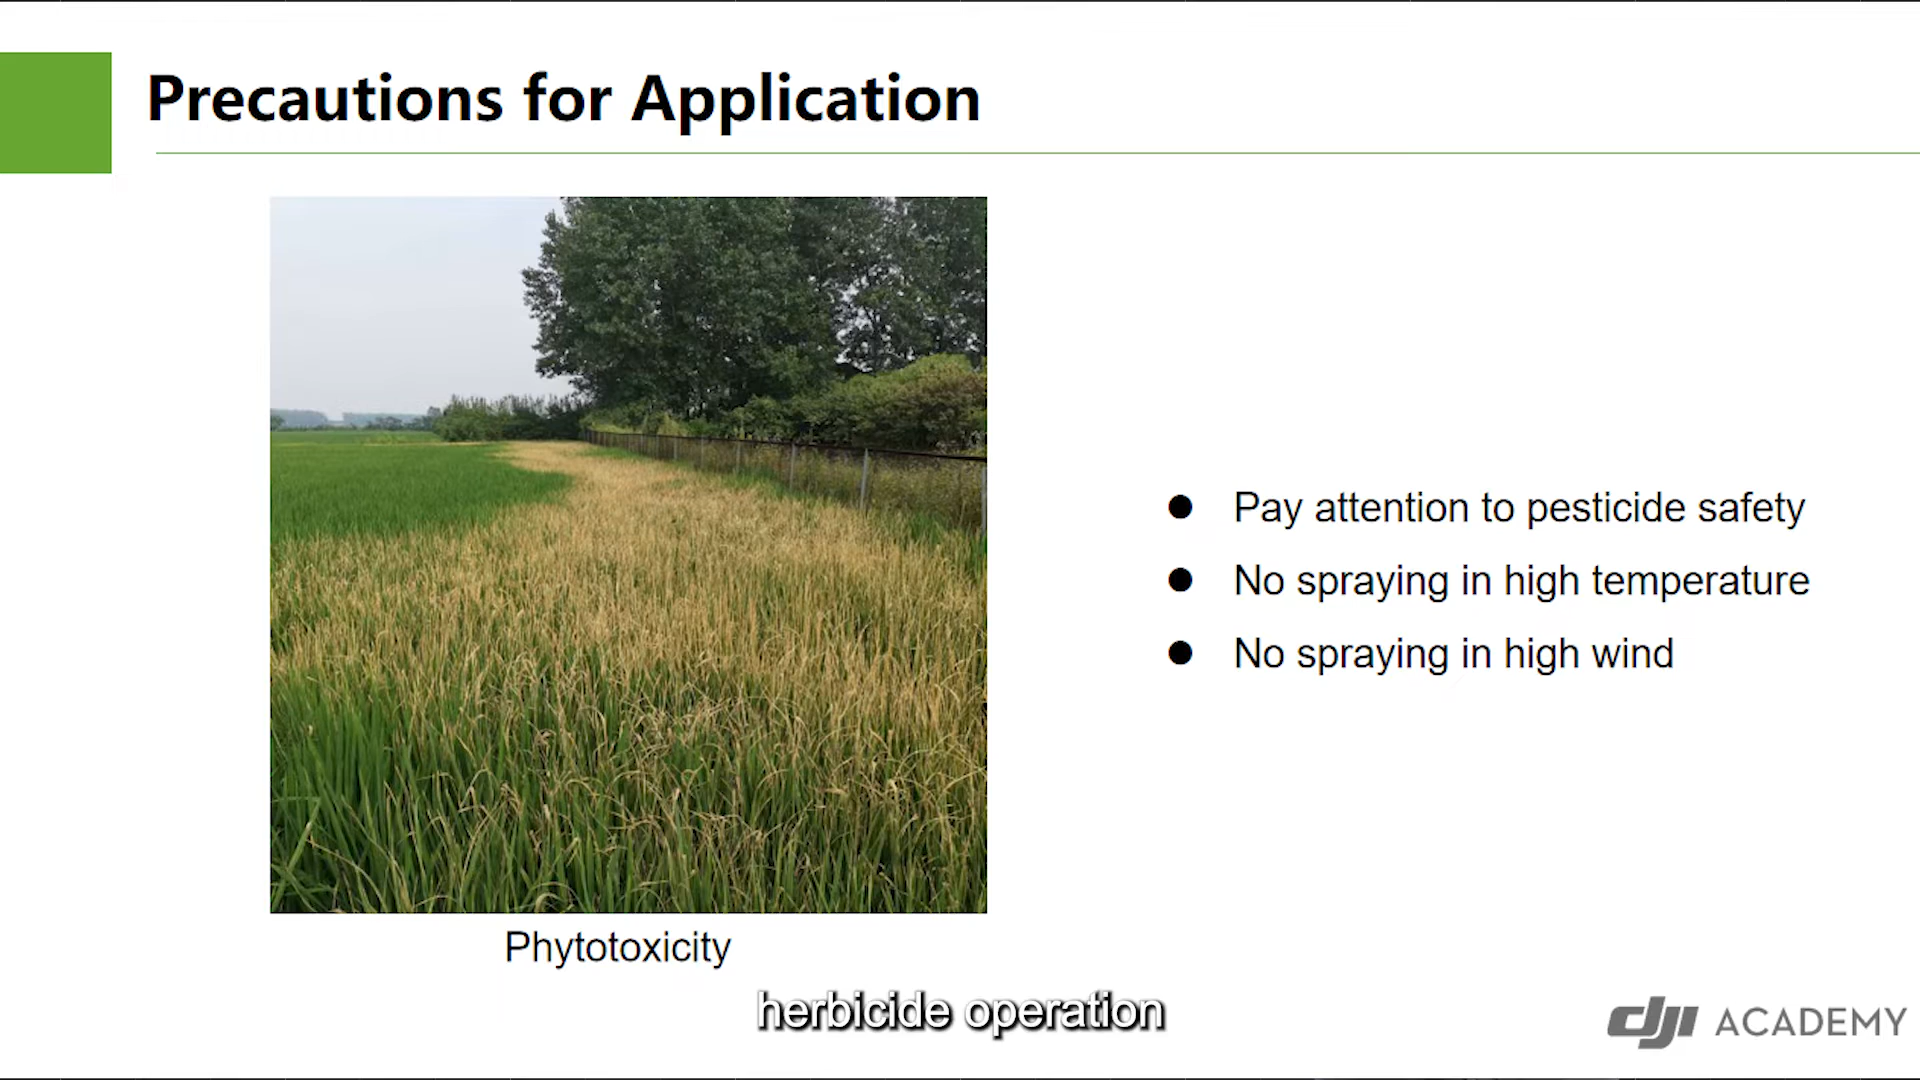 Precautions for Application
Pay attention to pesticide safety
No spraying in high temperature
No spraying in high wind
Phytotoxicity
herbicide operation
dji ACADEMY